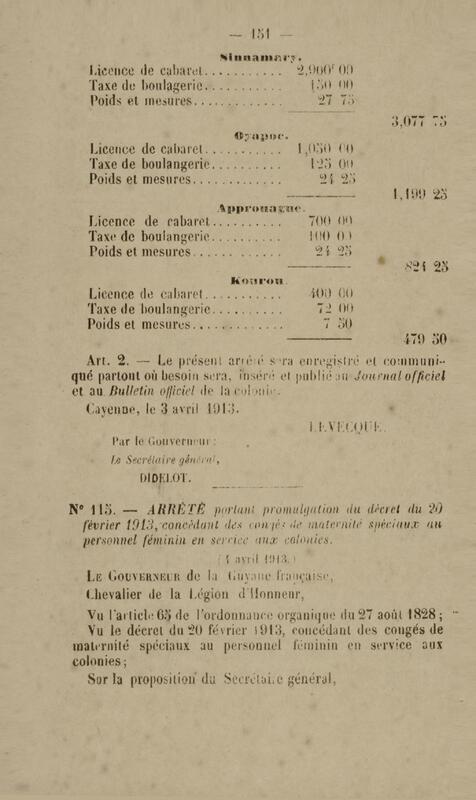 — 151 —
Sinnamary.
Licence de cabaret........... 2,900f 00
Taxe de boulagerie........... 150 00
Poids et mesures............. 27 75
3,077 75
Oyapoc.
Licence de cabaret........... 1,050 00
Taxe de boulangerie.......... 125 00
Poids et mesures............. 24 25
1,199 25
Approuague.
Licence de cabaret........... 700 00
Taxe de boulangerie.......... 100 00
Poids et mesures............. 24 25
824 25
Kourou.
Licence de cabaret........... 400 00
Taxe de boulangerie.......... 72 00
Poids et mesures............. 7 50
479 50
Art. 2. — Le présent arrêté sera enregistré et communi-
qué partout où besoin sera, inséré et publié au Journal officiel
et au Bulletin officiel de la colonie.
Cayenne, le 3 avril 1913.
LEVECQUE.
Par le Gouverneur:
Le Secrétaire général,
DIDELOT.
N° 115. — ARRÊTÉ portant promulgation du décret du 20
février 1913, concédant des congés de maternité spéciaux au
personnel féminin en service aux colonies.
(4 avril 1913.)
Le Gouverneur de la Guyane française,
Chevalier de la Légion d'Honneur,
Vu l'article 65 de l'ordonnance organique du 27 août 1828;
Vu le décret du 20 février 1913, concédant des congés de
maternité spéciaux au personnel féminin en service aux
colonies;
Sur la proposition du Secrétaire général,